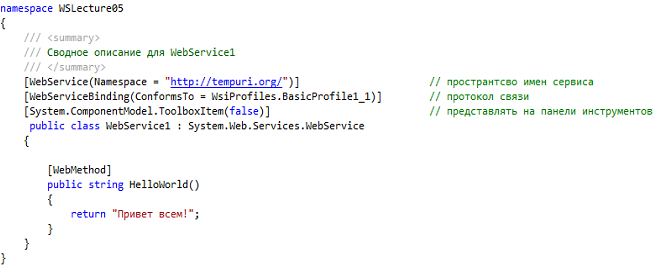 namespace WSLecture05
{
/// <summary>
/// Сводное описание для WebService1
/// </summary>
[WebService(Namespace = "http://tempuri.org/")] // пространтсво имен сервиса
[WebServiceBinding(ConformsTo = WsiProfiles.BasicProfile1_1)] // протокол связи
[System.ComponentModel.ToolboxItem(false)] // представлять на панели инструментов
public class WebService1 : System.Web.Services.WebService
{
[WebMethod]
public string HelloWorld()
{
return "Привет всем!";
}
}
}